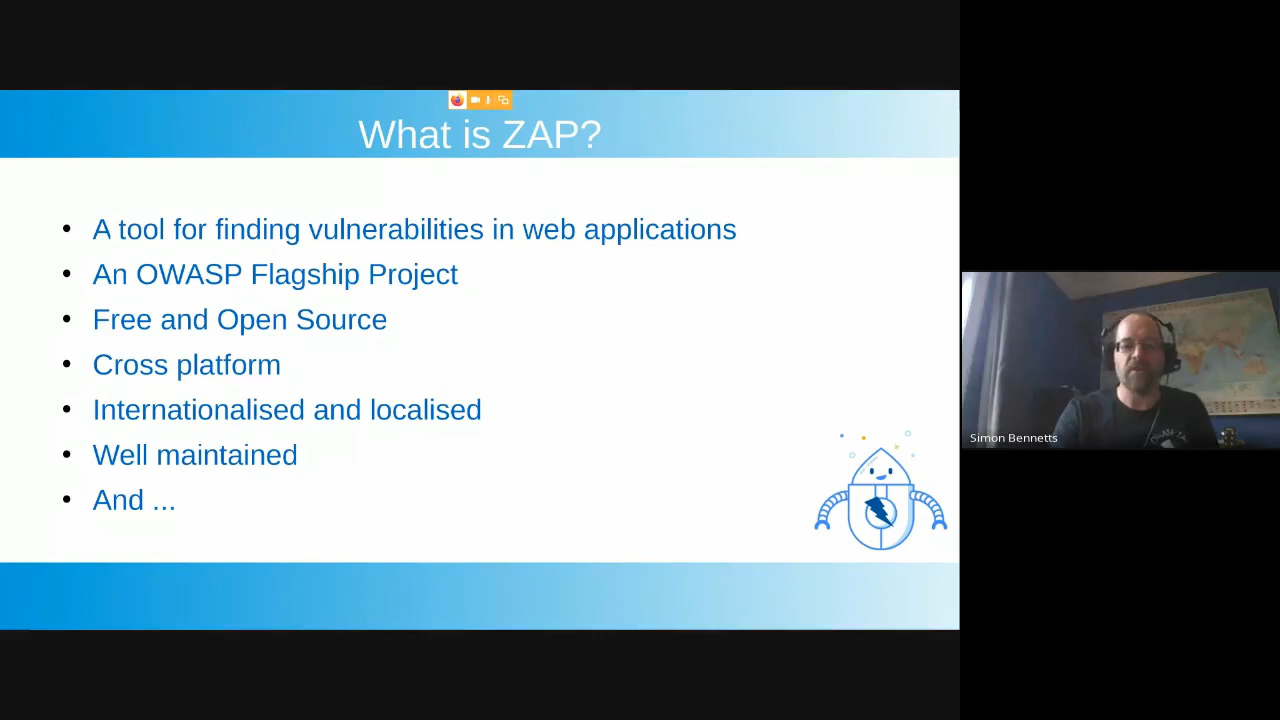 What is ZAP?
• A tool for finding vulnerabilities in web applications
• An OWASP Flagship Project
• Free and Open Source
• Cross platform
• Internationalised and localised
• Well maintained
• And ...
Simon Bennetts